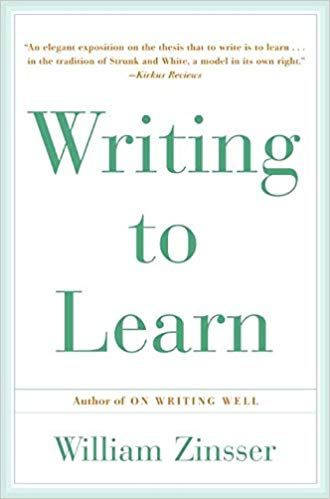 “An elegant exposition on the thesis that to write is to learn . . .
in the tradition of Strunk and White, a model in its own right.”
—Kirkus Reviews
Writing
to
Learn
Author of ON WRITING WELL
William Zinsser